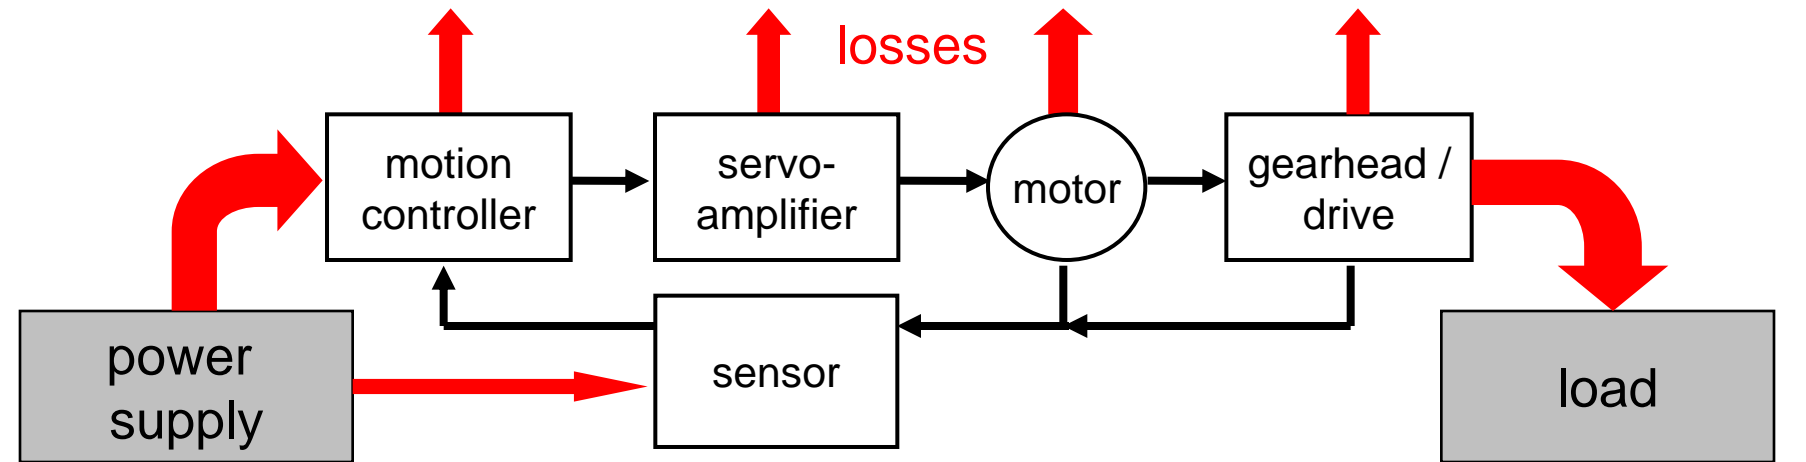 losses
motion
controller
servo-
amplifier
motor
gearhead /
drive
power
supply
sensor
load